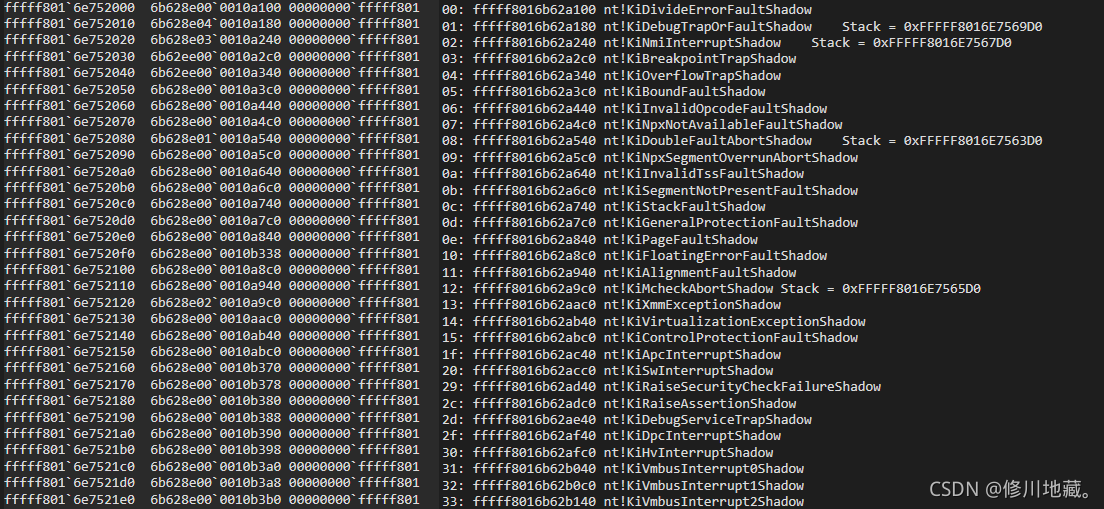 fffff801`6e752000  6b628e00`0010a100 00000000`fffff801
fffff801`6e752010  6b628e04`0010a180 00000000`fffff801
fffff801`6e752020  6b628e03`0010a240 00000000`fffff801
fffff801`6e752030  6b62ee00`0010a2c0 00000000`fffff801
fffff801`6e752040  6b62ee00`0010a340 00000000`fffff801
fffff801`6e752050  6b628e00`0010a3c0 00000000`fffff801
fffff801`6e752060  6b628e00`0010a440 00000000`fffff801
fffff801`6e752070  6b628e00`0010a4c0 00000000`fffff801
fffff801`6e752080  6b628e01`0010a540 00000000`fffff801
fffff801`6e752090  6b628e00`0010a5c0 00000000`fffff801
fffff801`6e7520a0  6b628e00`0010a640 00000000`fffff801
fffff801`6e7520b0  6b628e00`0010a6c0 00000000`fffff801
fffff801`6e7520c0  6b628e00`0010a740 00000000`fffff801
fffff801`6e7520d0  6b628e00`0010a7c0 00000000`fffff801
fffff801`6e7520e0  6b628e00`0010a840 00000000`fffff801
fffff801`6e7520f0  6b628e00`0010b338 00000000`fffff801
fffff801`6e752100  6b628e00`0010a8c0 00000000`fffff801
fffff801`6e752110  6b628e00`0010a940 00000000`fffff801
fffff801`6e752120  6b628e02`0010a9c0 00000000`fffff801
fffff801`6e752130  6b628e00`0010aac0 00000000`fffff801
fffff801`6e752140  6b628e00`0010ab40 00000000`fffff801
fffff801`6e752150  6b628e00`0010abc0 00000000`fffff801
fffff801`6e752160  6b628e00`0010b370 00000000`fffff801
fffff801`6e752170  6b628e00`0010b378 00000000`fffff801
fffff801`6e752180  6b628e00`0010b380 00000000`fffff801
fffff801`6e752190  6b628e00`0010b388 00000000`fffff801
fffff801`6e7521a0  6b628e00`0010b390 00000000`fffff801
fffff801`6e7521b0  6b628e00`0010b398 00000000`fffff801
fffff801`6e7521c0  6b628e00`0010b3a0 00000000`fffff801
fffff801`6e7521d0  6b628e00`0010b3a8 00000000`fffff801
fffff801`6e7521e0  6b628e00`0010b3b0 00000000`fffff801
00: fffff8016b62a100 nt!KiDivideErrorFaultShadow
01: fffff8016b62a180 nt!KiDebugTrapOrFaultShadow    Stack = 0xFFFFF8016E7569D0
02: fffff8016b62a240 nt!KiNmiInterruptShadow    Stack = 0xFFFFF8016E7567D0
03: fffff8016b62a2c0 nt!KiBreakpointTrapShadow
04: fffff8016b62a340 nt!KiOverflowTrapShadow
05: fffff8016b62a3c0 nt!KiBoundFaultShadow
06: fffff8016b62a440 nt!KiInvalidOpcodeFaultShadow
07: fffff8016b62a4c0 nt!KiNpxNotAvailableFaultShadow
08: fffff8016b62a540 nt!KiDoubleFaultAbortShadow    Stack = 0xFFFFF8016E7563D0
09: fffff8016b62a5c0 nt!KiNpxSegmentOverrunAbortShadow
0a: fffff8016b62a640 nt!KiInvalidTssFaultShadow
0b: fffff8016b62a6c0 nt!KiSegmentNotPresentFaultShadow
0c: fffff8016b62a740 nt!KiStackFaultShadow
0d: fffff8016b62a7c0 nt!KiGeneralProtectionFaultShadow
0e: fffff8016b62a840 nt!KiPageFaultShadow
10: fffff8016b62a8c0 nt!KiFloatingErrorFaultShadow
11: fffff8016b62a940 nt!KiAlignmentFaultShadow
12: fffff8016b62a9c0 nt!KiMcheckAbortShadow Stack = 0xFFFFF8016E7565D0
13: fffff8016b62aac0 nt!KiXmmExceptionShadow
14: fffff8016b62ab40 nt!KiVirtualizationExceptionShadow
15: fffff8016b62abc0 nt!KiControlProtectionFaultShadow
1f: fffff8016b62ac40 nt!KiApcInterruptShadow
20: fffff8016b62acc0 nt!KiSwInterruptShadow
29: fffff8016b62ad40 nt!KiRaiseSecurityCheckFailureShadow
2c: fffff8016b62adc0 nt!KiRaiseAssertionShadow
2d: fffff8016b62ae40 nt!KiDebugServiceTrapShadow
2f: fffff8016b62af40 nt!KiDpcInterruptShadow
30: fffff8016b62afc0 nt!KiHvInterruptShadow
31: fffff8016b62b040 nt!KiVmbusInterrupt0Shadow
32: fffff8016b62b0c0 nt!KiVmbusInterrupt1Shadow
33: fffff8016b62b140 nt!KiVmbusInterrupt2Shadow
CSDN @修川地藏。